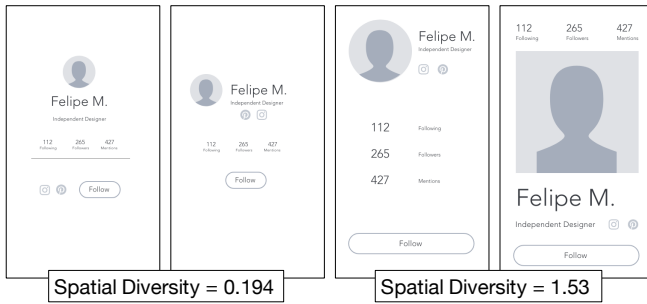 Felipe M.
Independent Designer
112 265 427
Following Followers Mentions
Follow
Felipe M.
Independent Designer
112 265 427
Following Followers Mentions
Follow
Spatial Diversity = 0.194
Felipe M.
Independent Designer
112 Following
265 Followers
427 Mentions
Follow
112 265 427
Following Followers Mentions
Felipe M.
Independent Designer
Follow
Spatial Diversity = 1.53